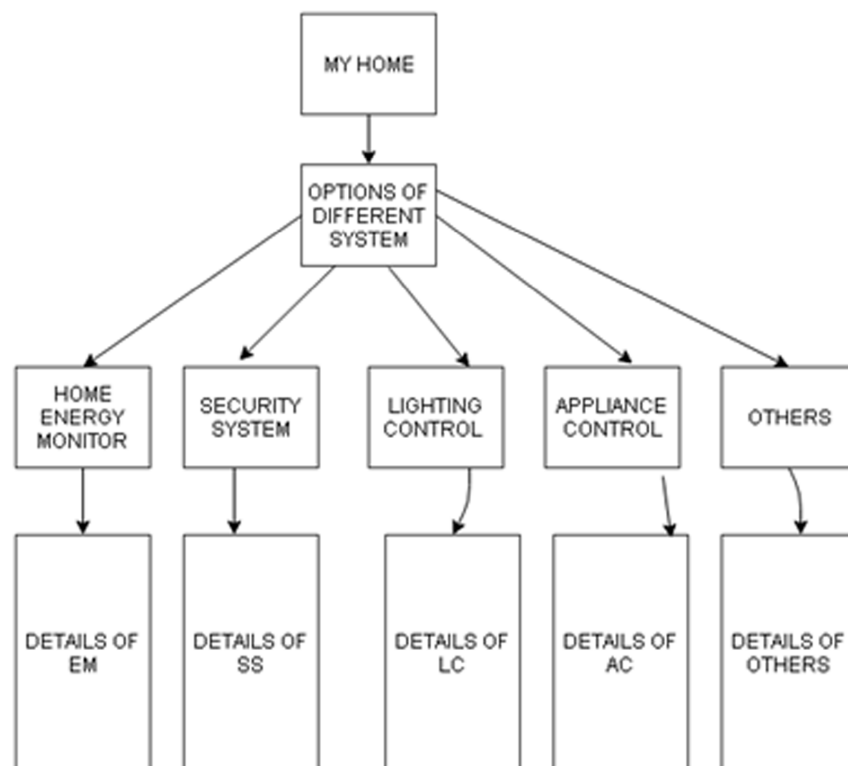 MY HOME
OPTIONS OF
DIFFERENT
SYSTEM
HOME
ENERGY
MONITOR
SECURITY
SYSTEM
LIGHTING
CONTROL
APPLIANCE
CONTROL
OTHERS
DETAILS OF
EM
DETAILS OF
SS
DETAILS OF
LC
DETAILS OF
AC
DETAILS OF
OTHERS